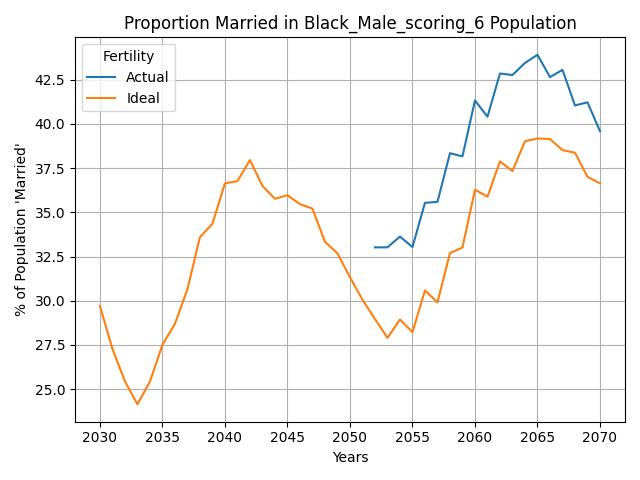 Proportion Married in Black_Male_scoring_6 Population
Fertility
Actual
Ideal
% of Population 'Married'
42.5
40.0
37.5
35.0
32.5
30.0
27.5
25.0
2030 2035 2040 2045 2050 2055 2060 2065 2070
Years